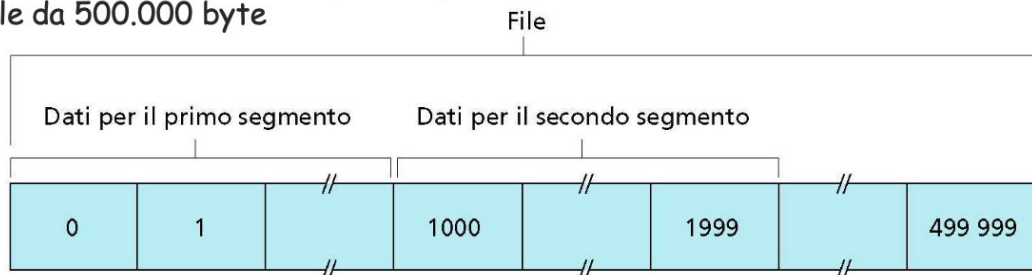 le da 500.000 byte
File
Dati per il primo segmento
Dati per il secondo segmento
0 1 1000 1999 499 999